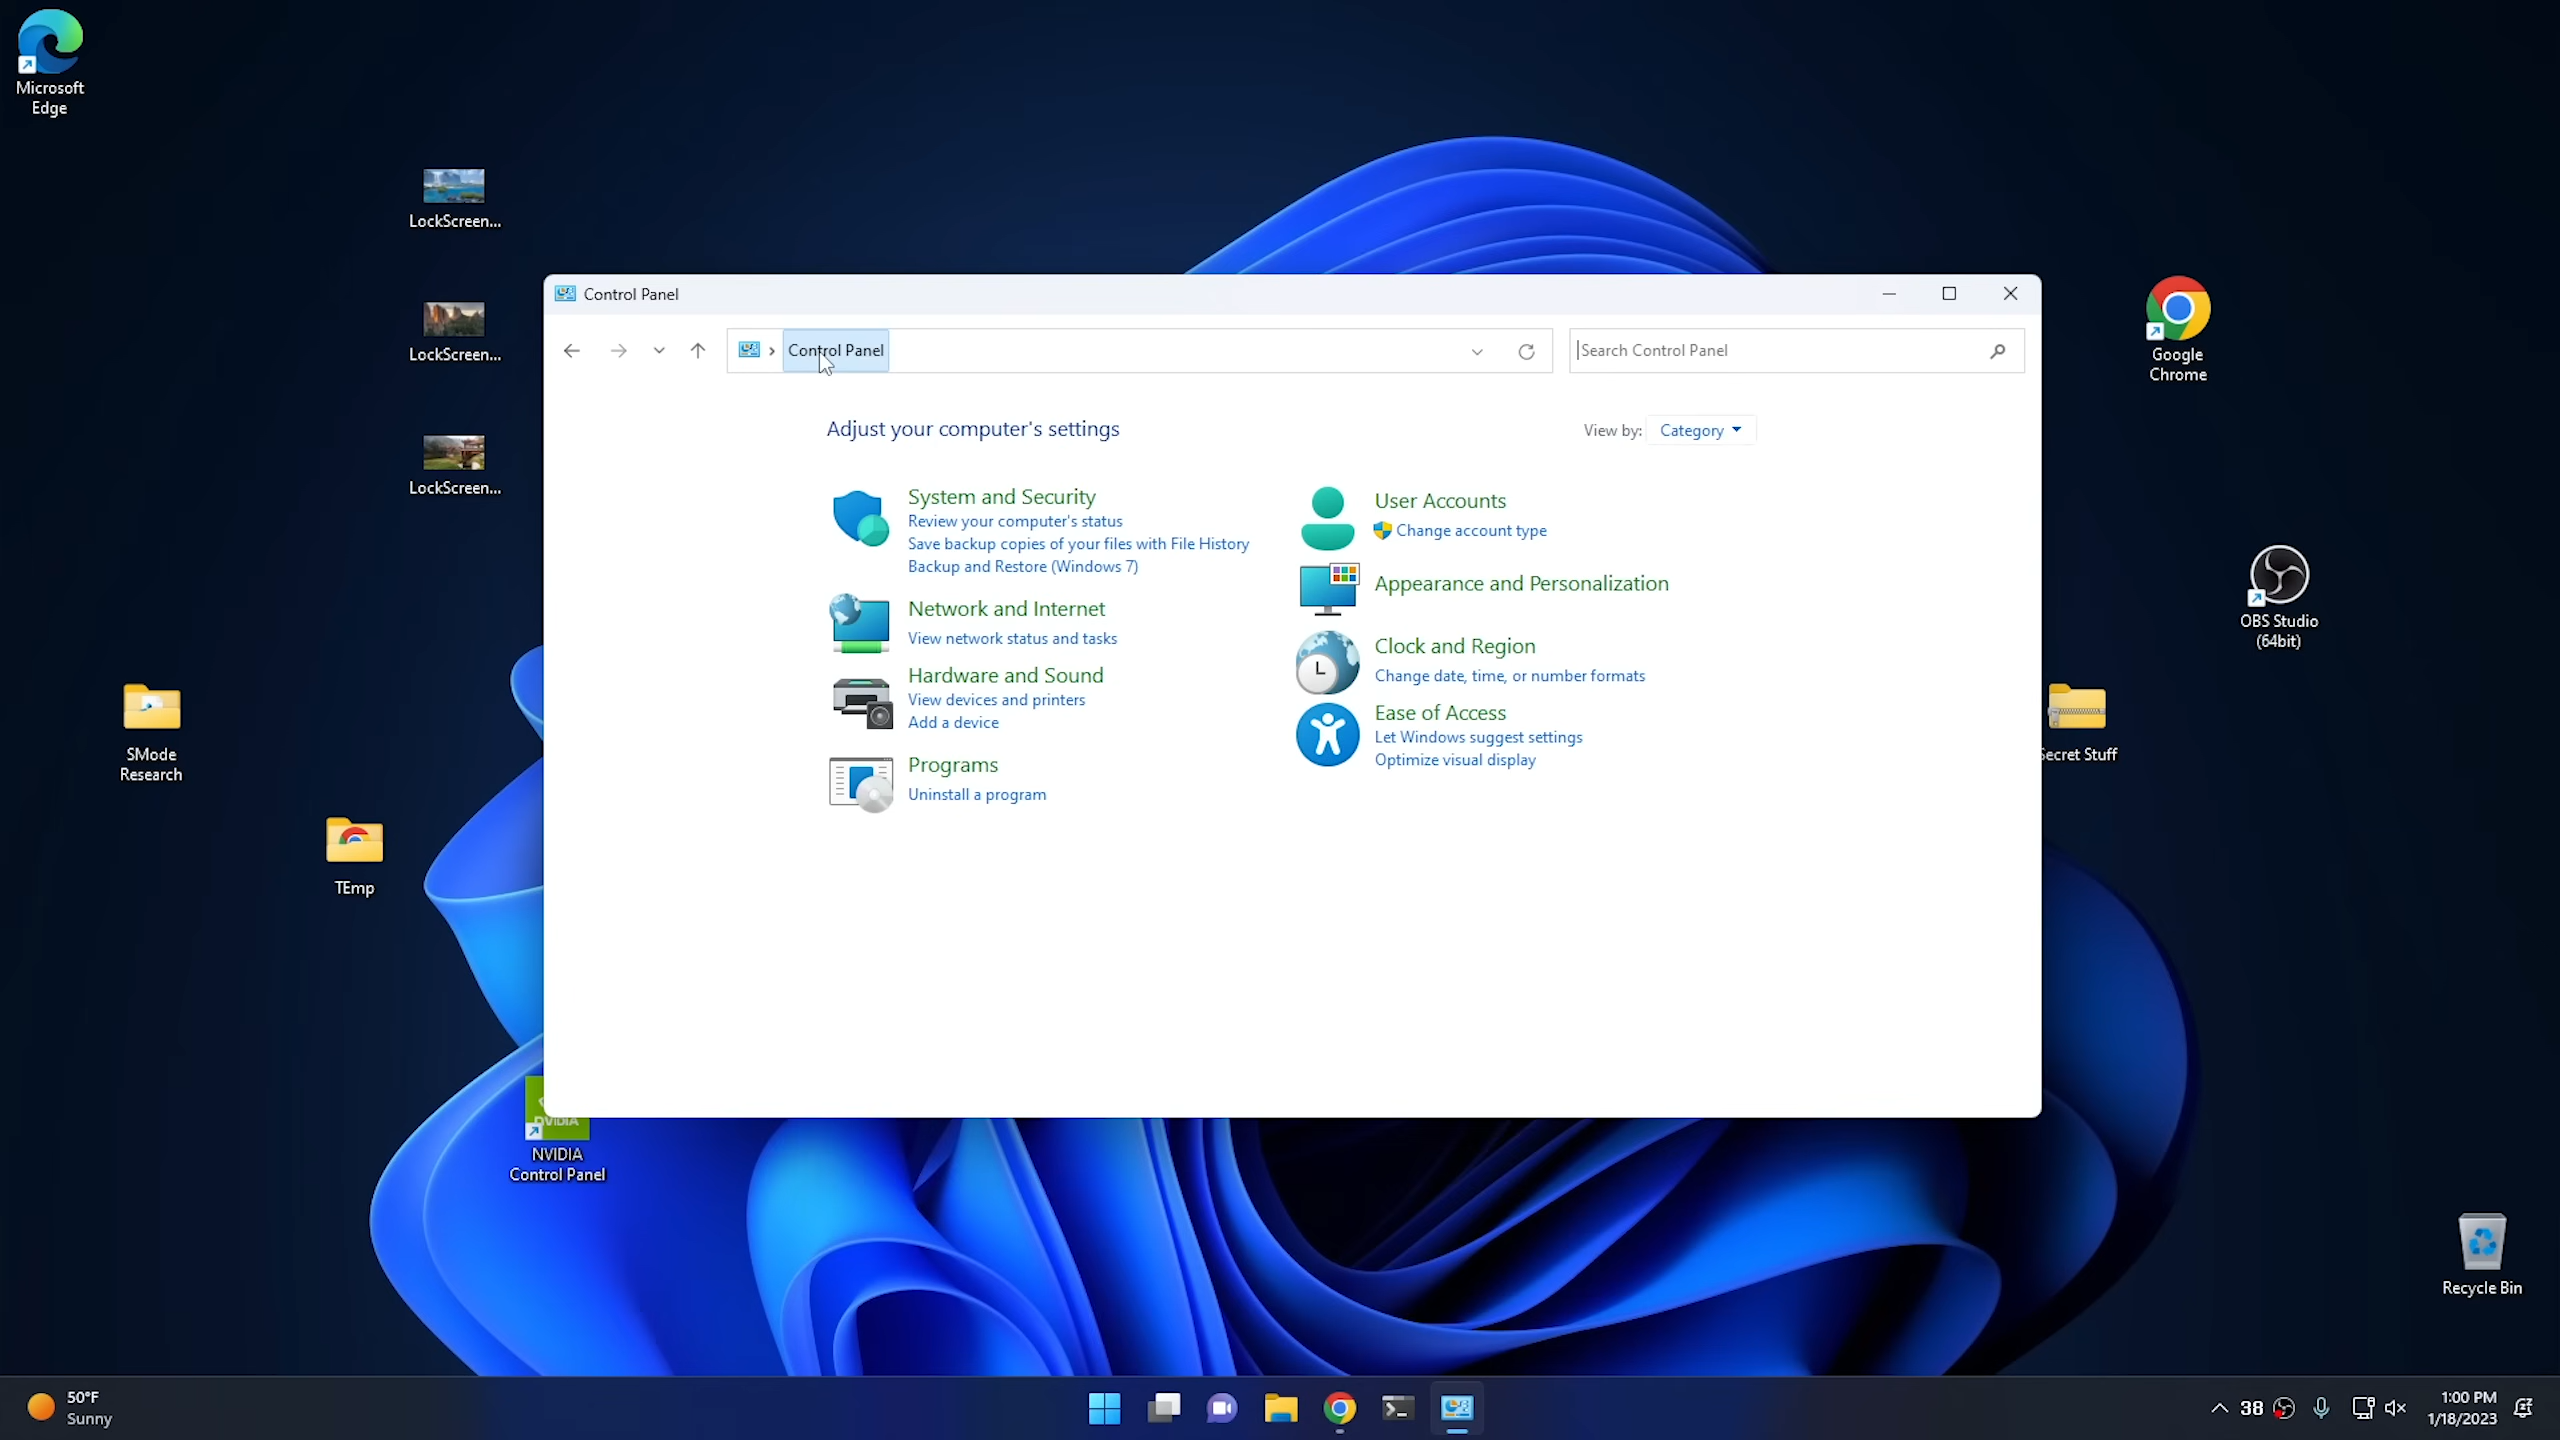 Microsoft
Edge
LockScreen...
LockScreen...
LockScreen...
SMode
Research
TEmp
NVIDIA
NVIDIA
Control Panel
Control Panel
Control Panel
Search Control Panel
Adjust your computer's settings
View by: Category
System and Security
Review your computer's status
Save backup copies of your files with File History
Backup and Restore (Windows 7)
Network and Internet
View network status and tasks
Hardware and Sound
View devices and printers
Add a device
Programs
Uninstall a program
User Accounts
Change account type
Appearance and Personalization
Clock and Region
Change date, time, or number formats
Ease of Access
Let Windows suggest settings
Optimize visual display
Google
Chrome
OBS Studio
(64bit)
Secret Stuff
Recycle Bin
50°F
Sunny
38
1:00 PM
1/18/2023